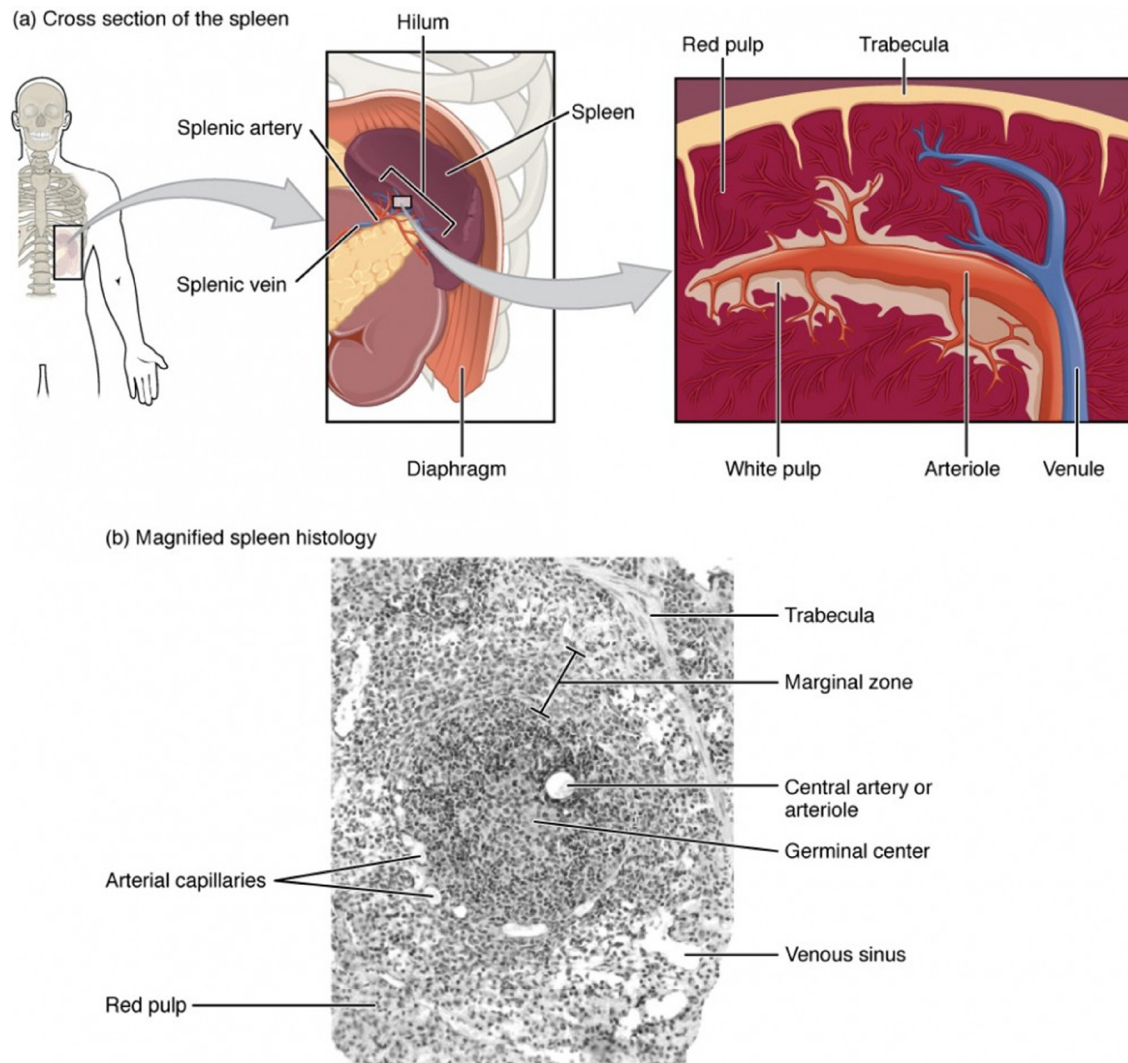 (a) Cross section of the spleen
Hilum
Splenic artery
Spleen
Splenic vein
Diaphragm
Red pulp
Trabecula
White pulp
Arteriole
Venule
(b) Magnified spleen histology
Trabecula
Marginal zone
Central artery or
arteriole
Germinal center
Arterial capillaries
Venous sinus
Red pulp